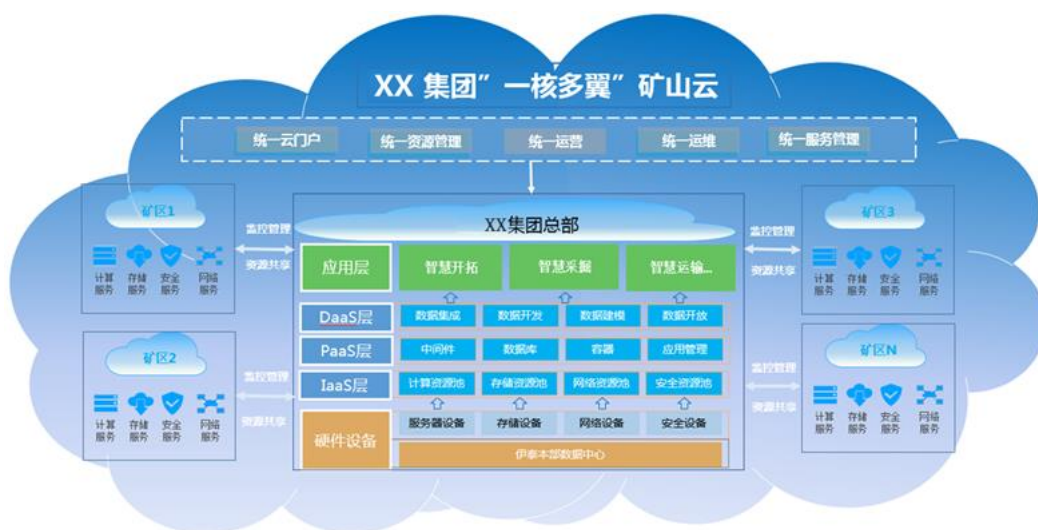 XX 集团”一核多翼”矿山云
统一云门户 统一资源管理 统一运营 统一运维 统一服务管理
矿区1
计算服务 存储服务 安全服务 网络服务
监控管理
资源共享
矿区2
计算服务 存储服务 安全服务 网络服务
监控管理
资源共享
XX集团总部
应用层 智慧开拓 智慧采掘 智慧运输...
DaaS层 数据集成 数据开发 数据建模 数据开放
PaaS层 中间件 数据库 容器 应用管理
IaaS层 计算资源池 存储资源池 网络资源池 安全资源池
硬件设备 服务器设备 存储设备 网络设备 安全设备
伊泰本部数据中心
监控管理
资源共享
矿区3
计算服务 存储服务 安全服务 网络服务
监控管理
资源共享
矿区N
计算服务 存储服务 安全服务 网络服务